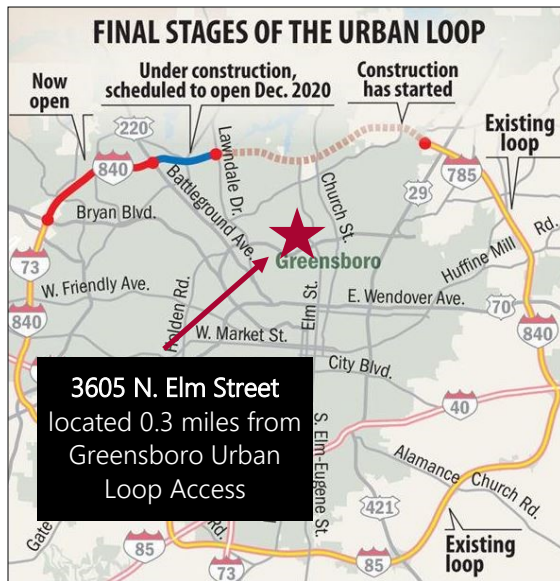 FINAL STAGES OF THE URBAN LOOP
Now
open
Under construction,
scheduled to open Dec. 2020
Construction
has started
Existing
loop
220
840
Lawndale Dr.
Battleground Ave.
Church St.
29
785
Bryan Blvd.
Greensboro
Huffine Mill Rd.
73
W. Friendly Ave.
Holden Rd.
Elm St.
E. Wendover Ave.
70
840
W. Market St.
840
City Blvd.
3605 N. Elm Street
located 0.3 miles from
Greensboro Urban
Loop Access
40
S. Elm-Eugene St.
Alamance Church Rd.
421
Gate
Rd.
85
73
85
Existing
loop